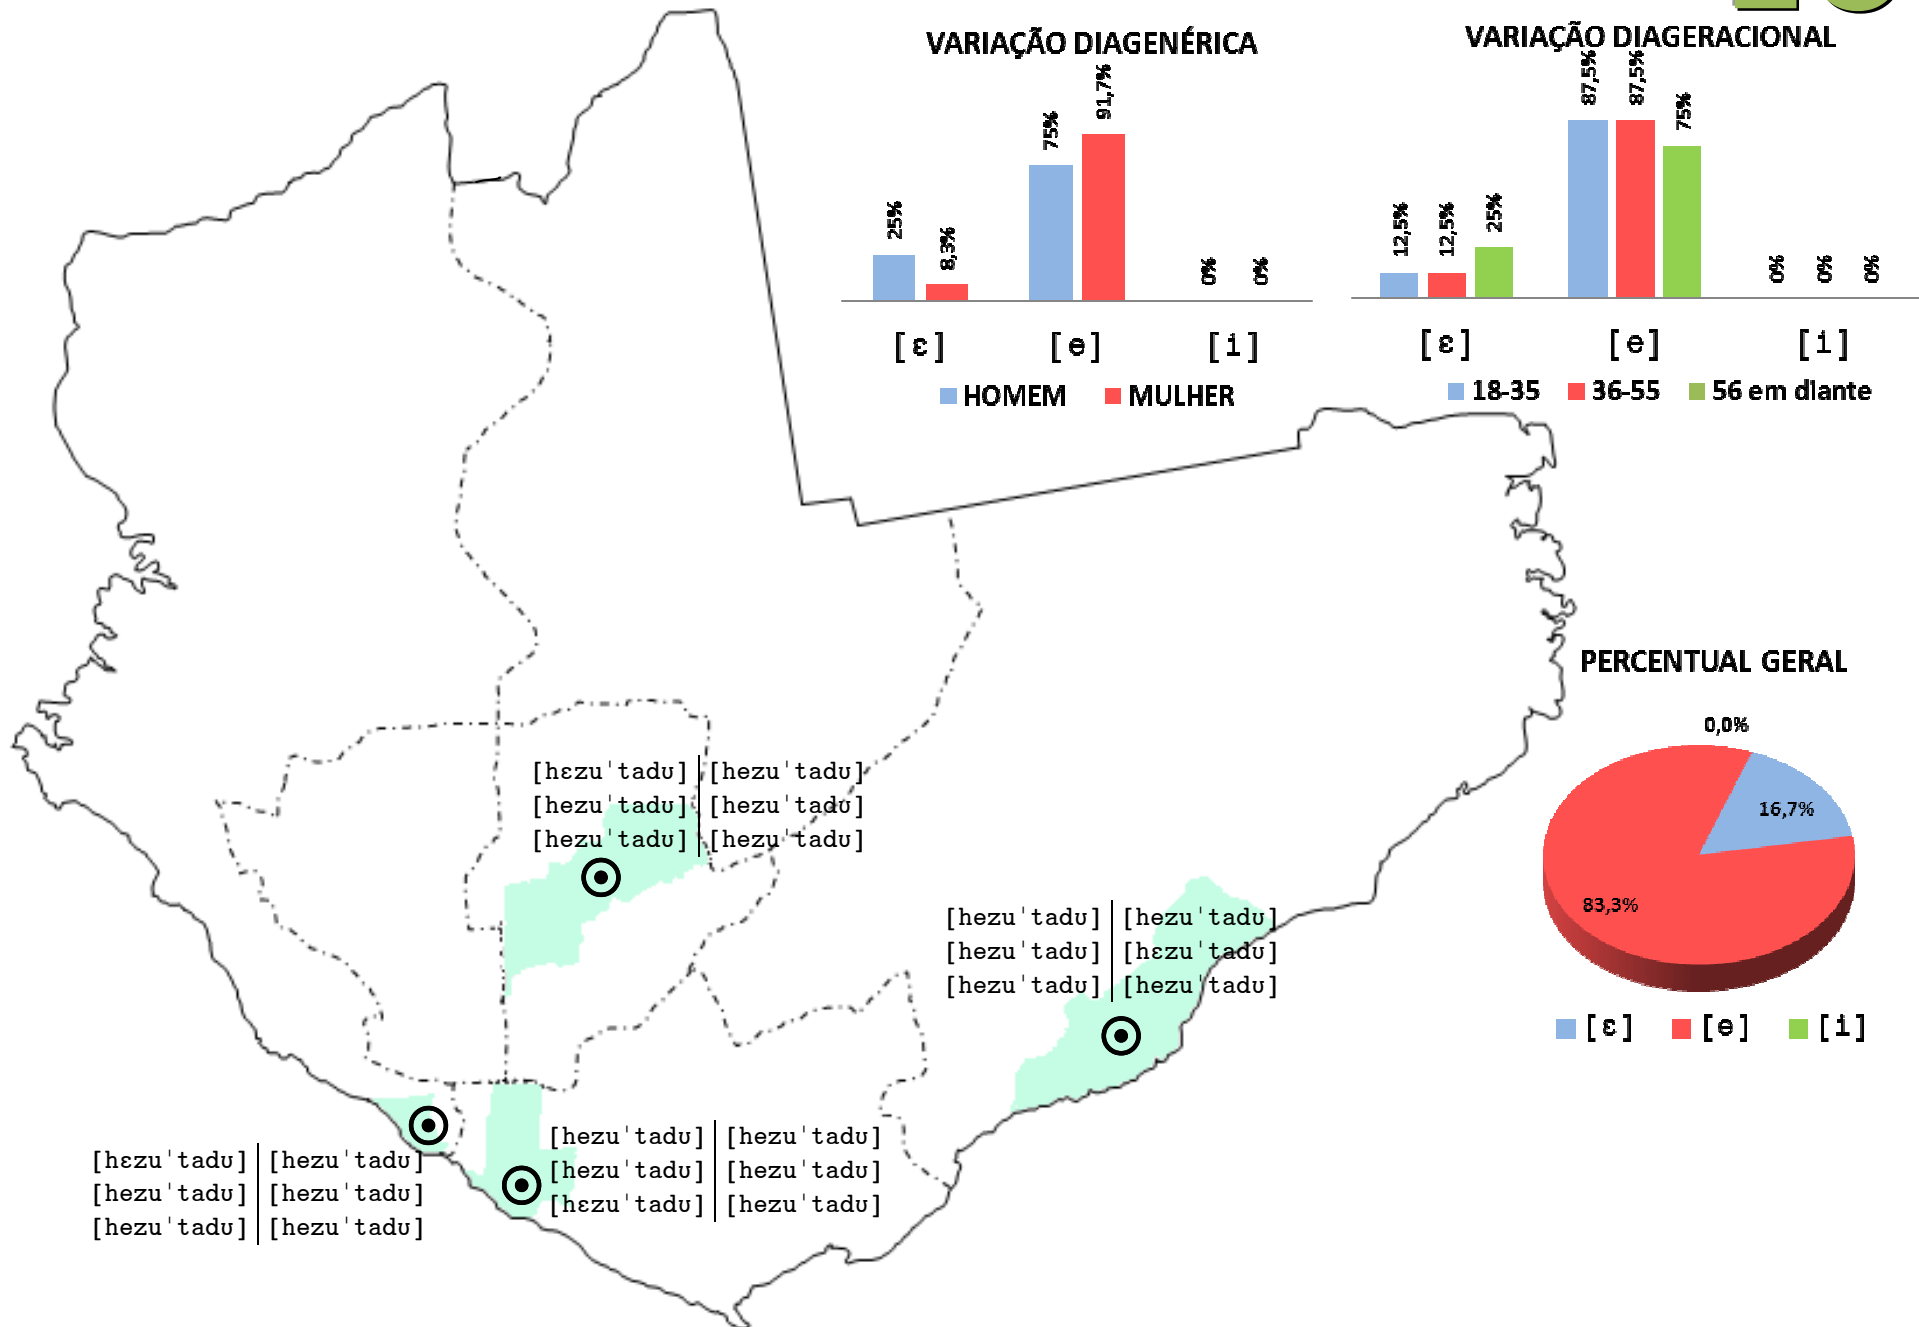 VARIAÇÃO DIAGENÉRICA
25%
8,3%
75%
91,7%
0%
0%
[ɛ] [e] [i]
HOMEM MULHER
VARIAÇÃO DIAGERACIONAL
12,5%
12,5%
25%
87,5%
87,5%
75%
0%
0%
0%
[ɛ] [e] [i]
18-35 36-55 56 em diante
PERCENTUAL GERAL
0,0%
16,7%
83,3%
[ɛ] [e] [i]
[hɛzuˈtadʊ] [hezuˈtadʊ]
[hezuˈtadʊ] [hezuˈtadʊ]
[hezuˈtadʊ] [hezuˈtadʊ]
[hezuˈtadʊ] [hezuˈtadʊ]
[hezuˈtadʊ] [hɛzuˈtadʊ]
[hezuˈtadʊ] [hezuˈtadʊ]
[hɛzuˈtadʊ] [hezuˈtadʊ]
[hezuˈtadʊ] [hezuˈtadʊ]
[hezuˈtadʊ] [hezuˈtadʊ]
[hezuˈtadʊ] [hezuˈtadʊ]
[hezuˈtadʊ] [hezuˈtadʊ]
[hɛzuˈtadʊ] [hezuˈtadʊ]